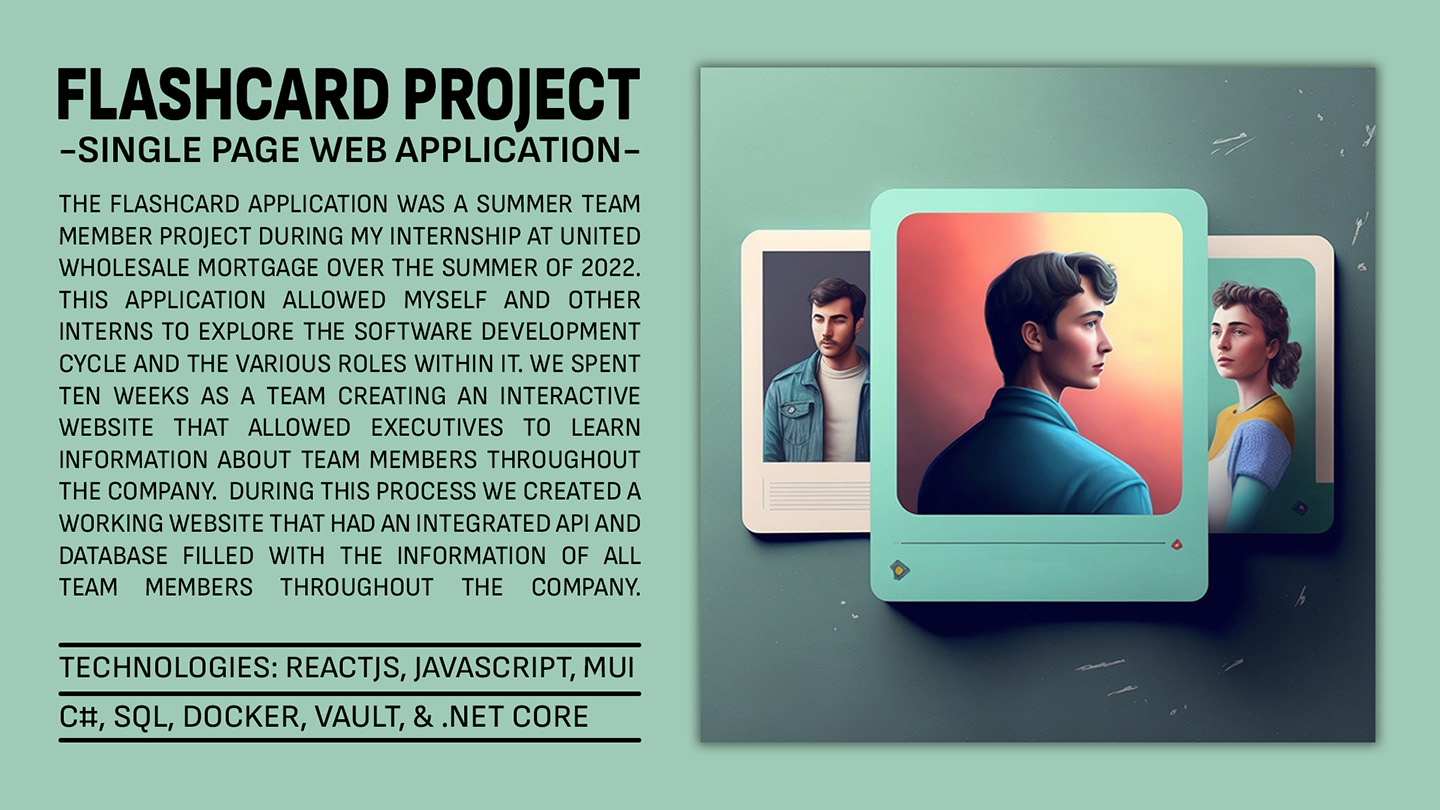 FLASHCARD PROJECT
–SINGLE PAGE WEB APPLICATION–
THE FLASHCARD APPLICATION WAS A SUMMER TEAM
MEMBER PROJECT DURING MY INTERNSHIP AT UNITED
WHOLESALE MORTGAGE OVER THE SUMMER OF 2022.
THIS APPLICATION ALLOWED MYSELF AND OTHER
INTERNS TO EXPLORE THE SOFTWARE DEVELOPMENT
CYCLE AND THE VARIOUS ROLES WITHIN IT. WE SPENT
TEN WEEKS AS A TEAM CREATING AN INTERACTIVE
WEBSITE THAT ALLOWED EXECUTIVES TO LEARN
INFORMATION ABOUT TEAM MEMBERS THROUGHOUT
THE COMPANY. DURING THIS PROCESS WE CREATED A
WORKING WEBSITE THAT HAD AN INTEGRATED API AND
DATABASE FILLED WITH THE INFORMATION OF ALL
TEAM MEMBERS THROUGHOUT THE COMPANY.
TECHNOLOGIES: REACTJS, JAVASCRIPT, MUI
C#, SQL, DOCKER, VAULT, & .NET CORE